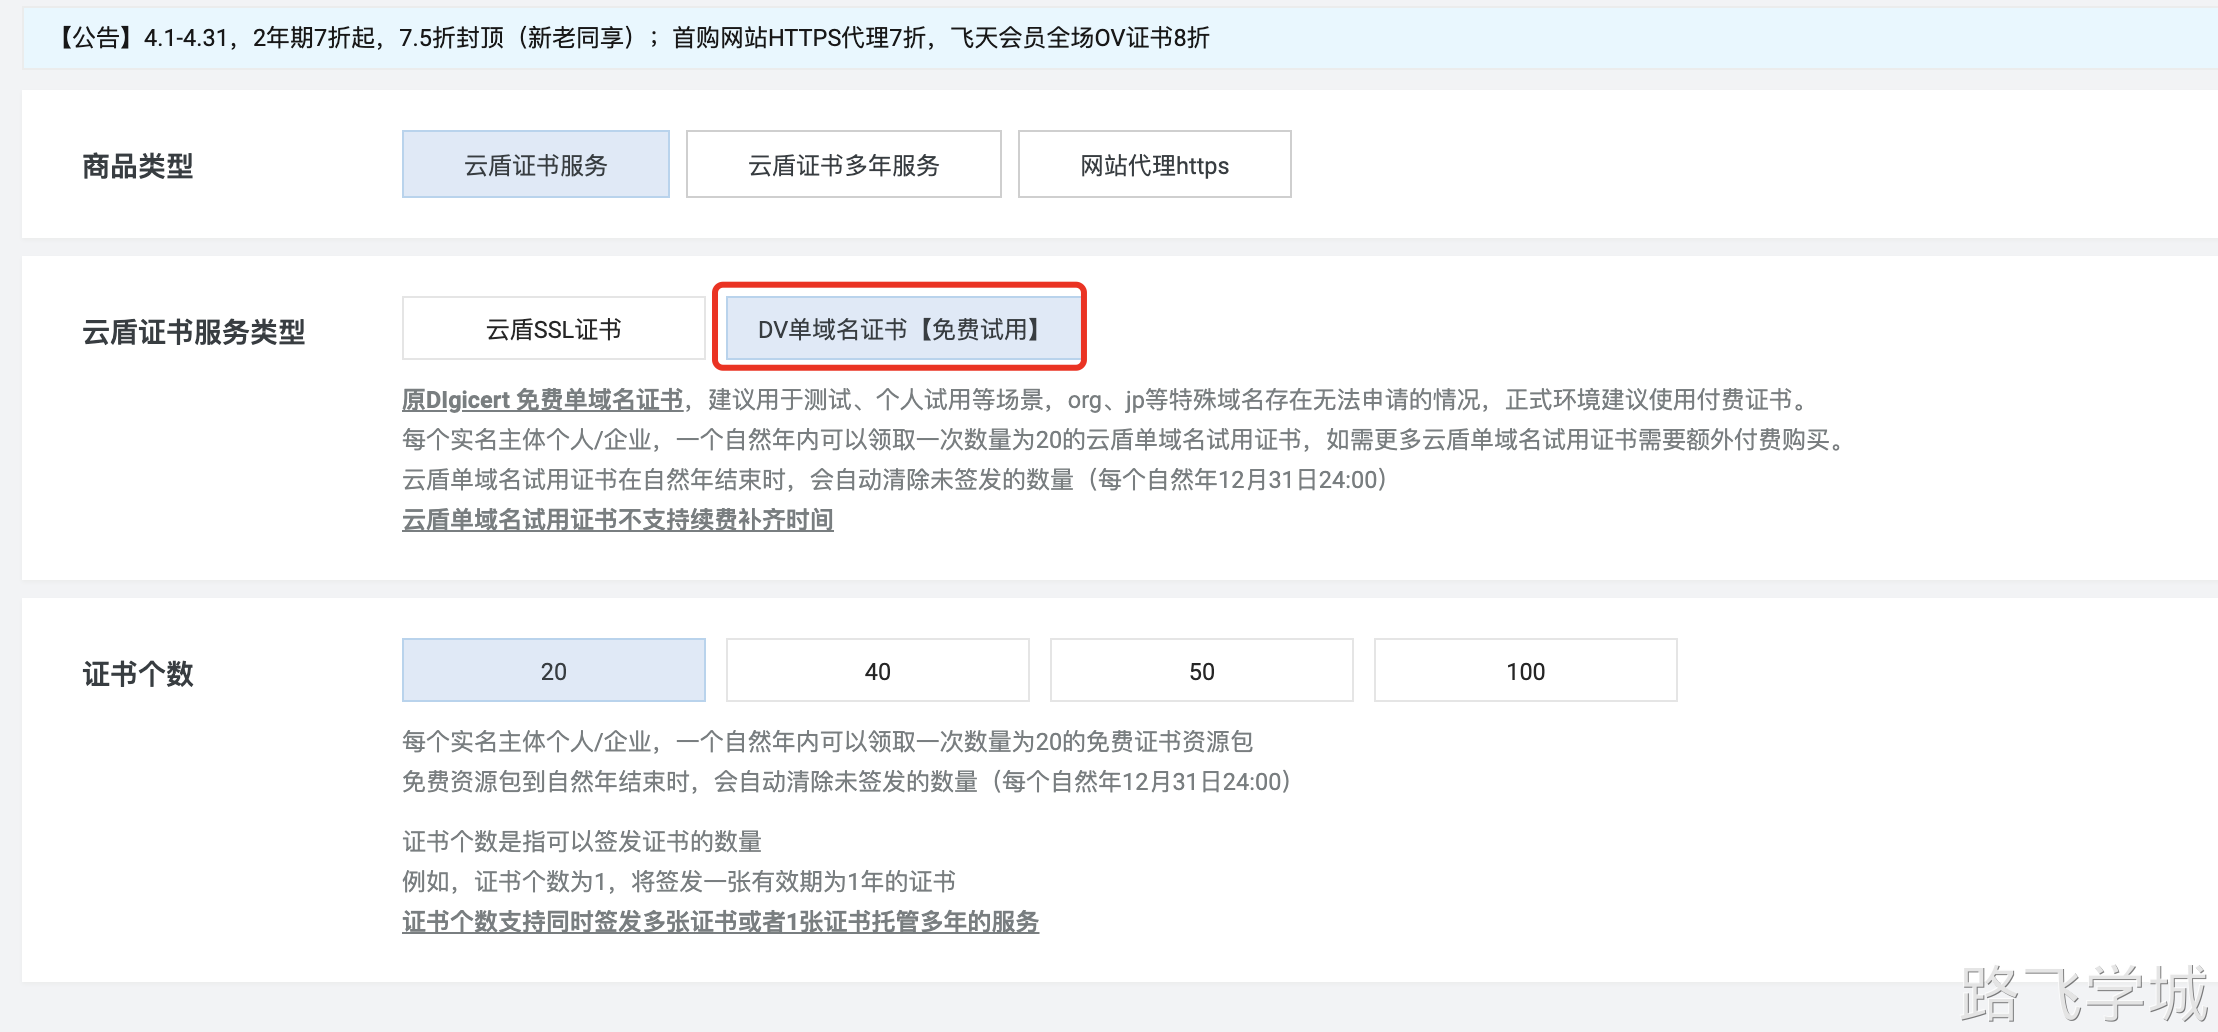 【公告】4.1-4.31，2年期7折起，7.5折封顶（新老同享）；首购网站HTTPS代理7折，飞天会员全场OV证书8折
商品类型
云盾证书服务
云盾证书多年服务
网站代理https
云盾证书服务类型
云盾SSL证书
DV单域名证书【免费试用】
原DIgicert 免费单域名证书，建议用于测试、个人试用等场景，org、jp等特殊域名存在无法申请的情况，正式环境建议使用付费证书。
每个实名主体个人/企业，一个自然年内可以领取一次数量为20的云盾单域名试用证书，如需更多云盾单域名试用证书需要额外付费购买。
云盾单域名试用证书在自然年结束时，会自动清除未签发的数量（每个自然年12月31日24:00）
云盾单域名试用证书不支持续费补齐时间
证书个数
20
40
50
100
每个实名主体个人/企业，一个自然年内可以领取一次数量为20的免费证书资源包
免费资源包到自然年结束时，会自动清除未签发的数量（每个自然年12月31日24:00）
证书个数是指可以签发证书的数量
例如，证书个数为1，将签发一张有效期为1年的证书
证书个数支持同时签发多张证书或者1张证书托管多年的服务
路飞学城